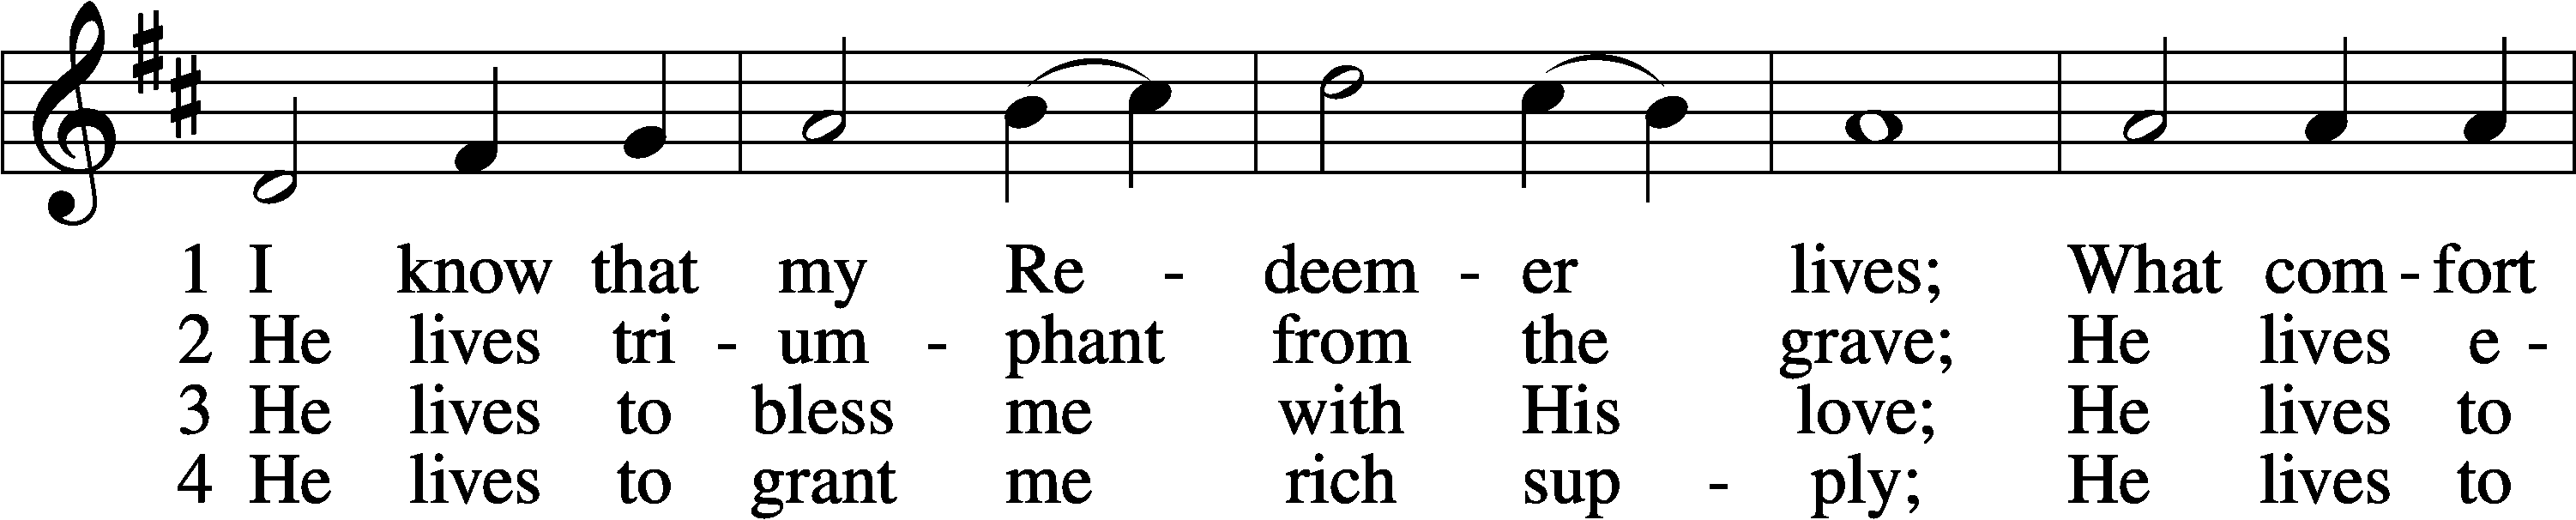 1 I know that my Re - deem - er lives; What com - fort
2 He lives tri - um - phant from the grave; He lives e -
3 He lives to bless me with His love; He lives to
4 He lives to grant me rich sup - ply; He lives to